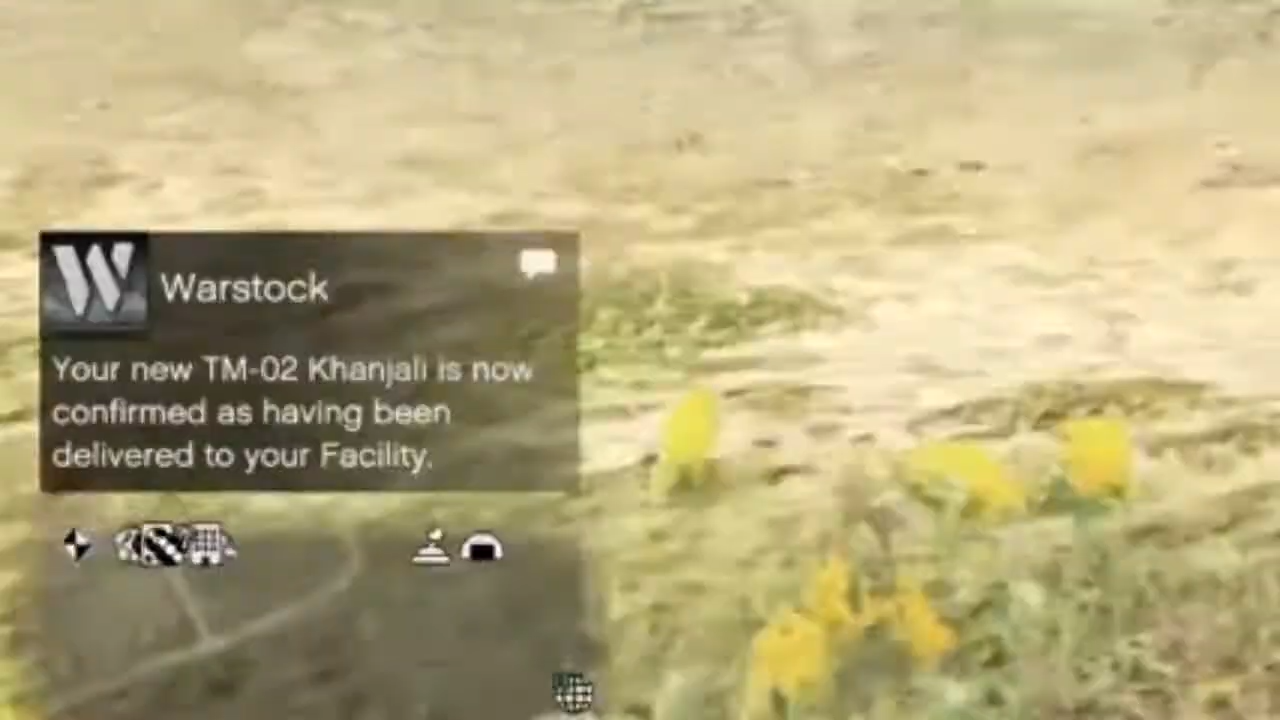 Warstock
Your new TM-02 Khanjali is now
confirmed as having been
delivered to your Facility.